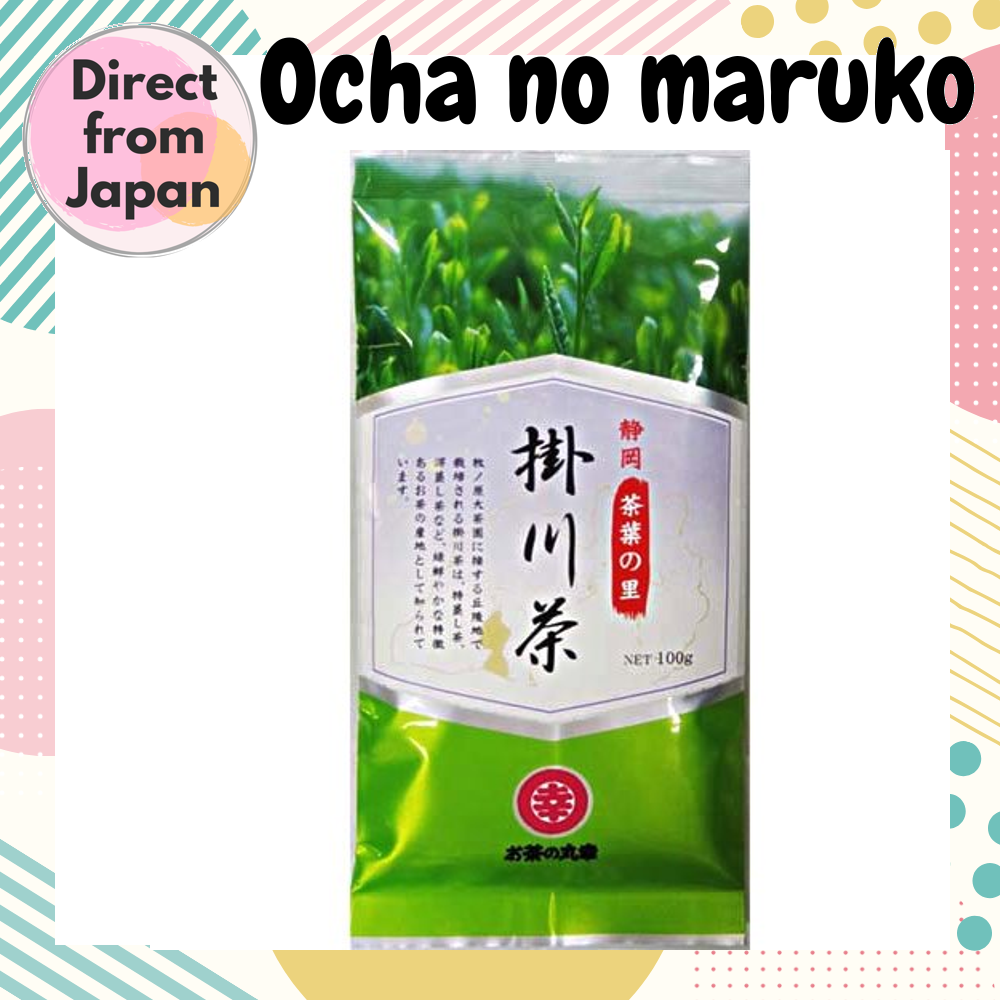 Direct
from
Japan
Ocha no maruko
静岡
茶葉の里
掛川茶
牧ノ原大茶園に接する丘陵地で
栽培される掛川茶は、特蒸し茶、
深蒸し茶など、緑鮮やかな特徴
あるお茶の産地として知られて
います。
NET 100g
幸
お茶の丸幸